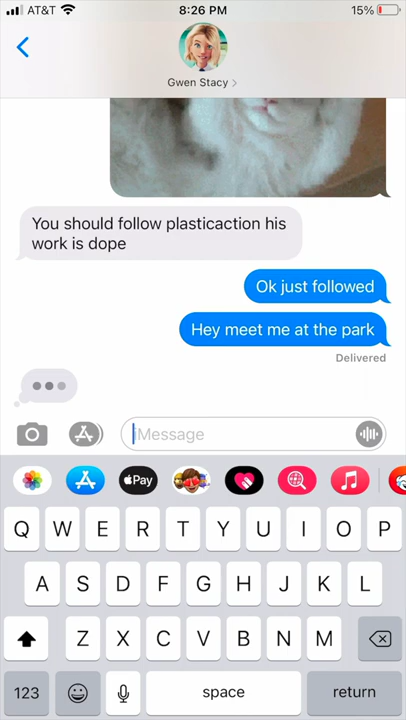 AT&T 8:26 PM 15%
Gwen Stacy
You should follow plasticaction his
work is dope
Ok just followed
Hey meet me at the park
Delivered
iMessage
Pay
Q W E R T Y U I O P
A S D F G H J K L
Z X C V B N M
123 space return